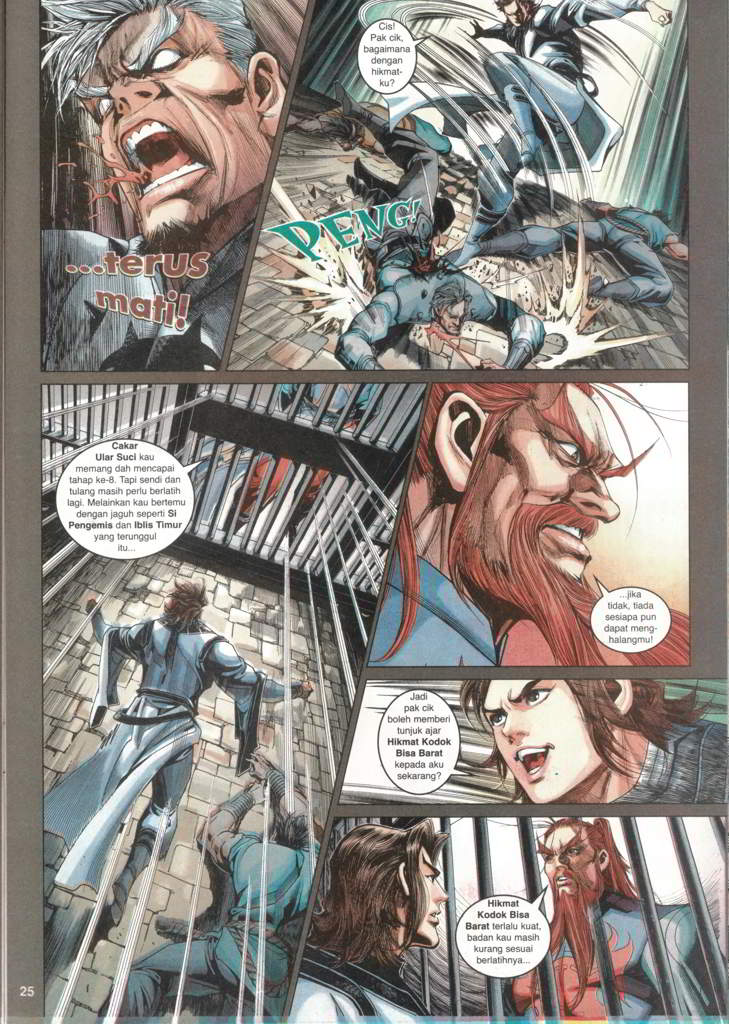 ...terus
mati!
Cis!
Pak cik,
bagaimana
dengan
hikmat-
ku?
PENG!
Cakar
Ular Suci kau
memang dah mencapai
tahap ke-8. Tapi sendi dan
tulang masih perlu berlatih
lagi. Melainkan kau bertemu
dengan jaguh seperti Si
Pengemis dan Iblis Timur
yang terunggul
itu...
...jika
tidak, tiada
sesiapa pun
dapat meng-
halangmu!
Jadi
pak cik
boleh memberi
tunjuk ajar
Hikmat Kodok
Bisa Barat
kepada aku
sekarang?
Hikmat
Kodok Bisa
Barat terlalu kuat,
badan kau masih
kurang sesuai
berlatihnya...
25